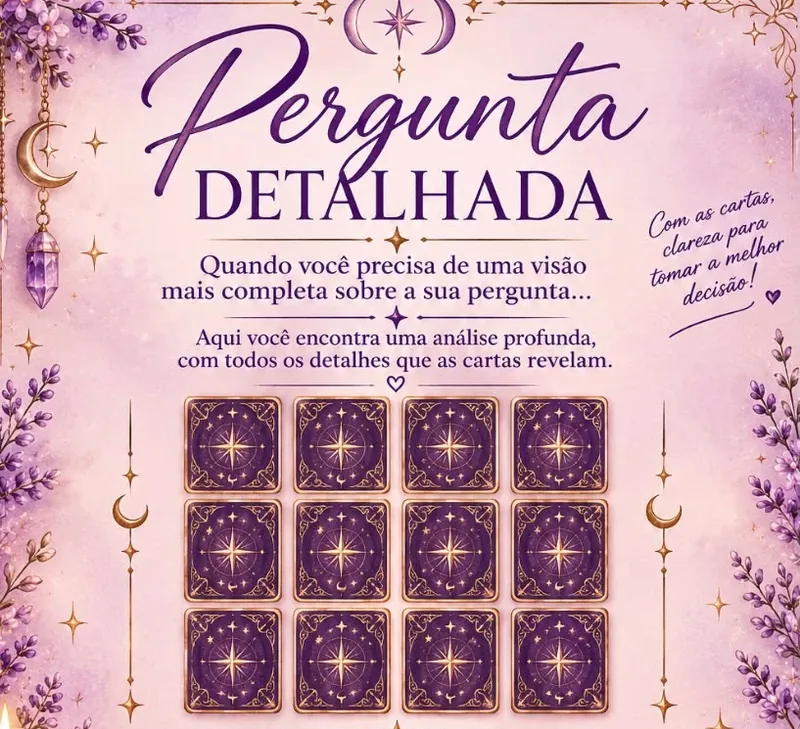 Pergunta
DETALHADA
Quando você precisa de uma visão
mais completa sobre a sua pergunta...
Aqui você encontra uma análise profunda,
com todos os detalhes que as cartas revelam.
Com as cartas,
clareza para
tomar a melhor
decisão!